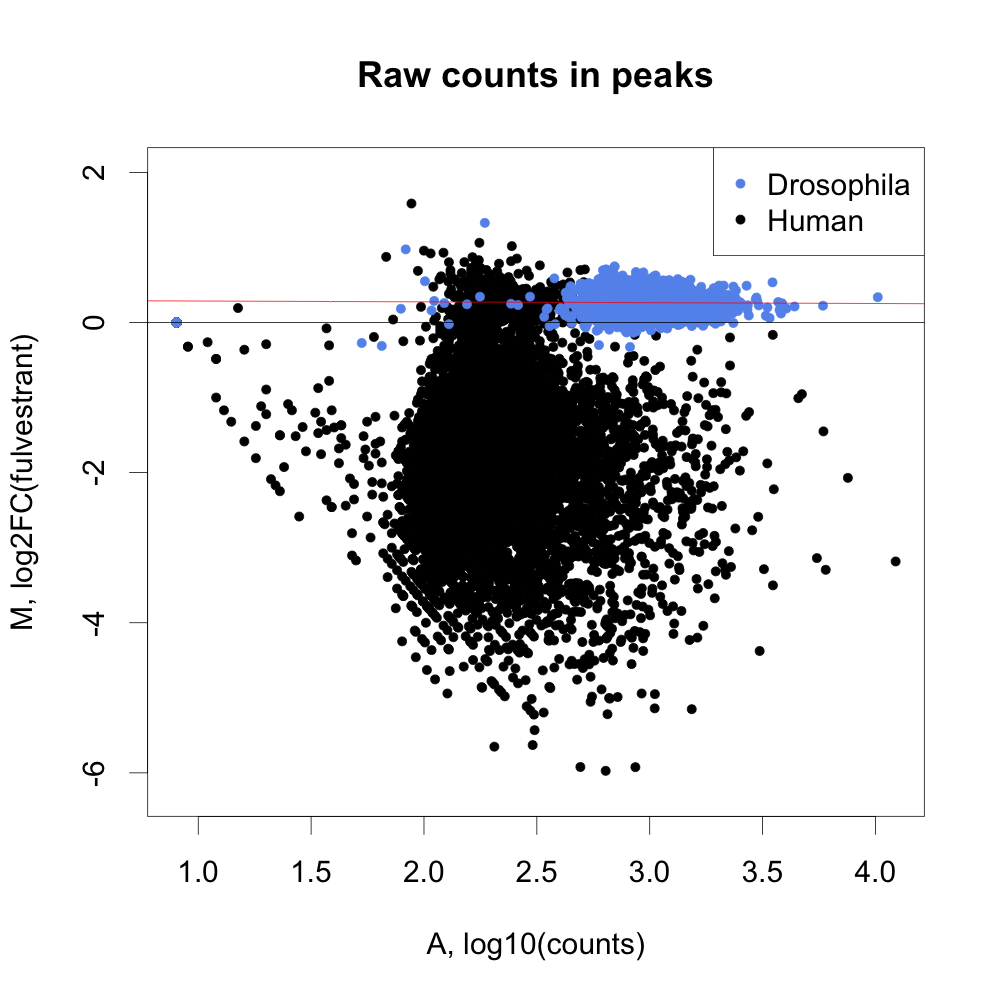 Raw counts in peaks
Drosophila
Human
M, log2FC(fulvestrant)
2
0
-2
-4
-6
1.0 1.5 2.0 2.5 3.0 3.5 4.0
A, log10(counts)